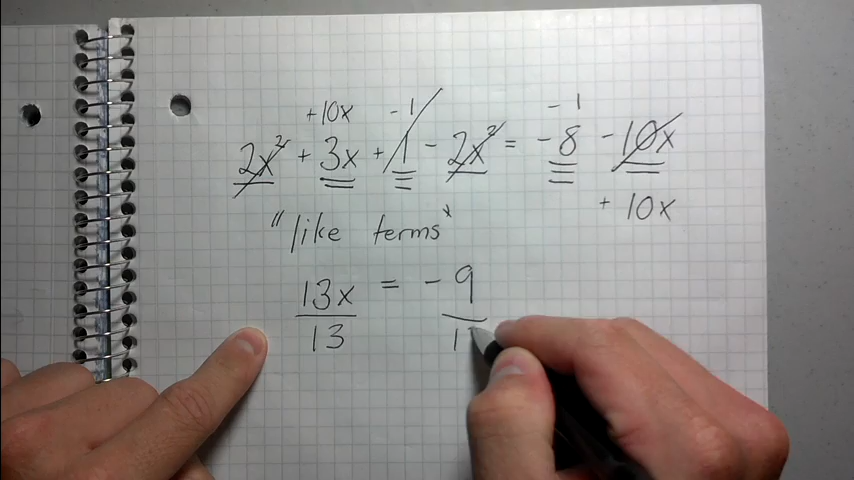 +10x -1 -1
2x² + 3x + 1 - 2x² = -8 -10x
+ 10x
"like terms"
13x = -9
13 1